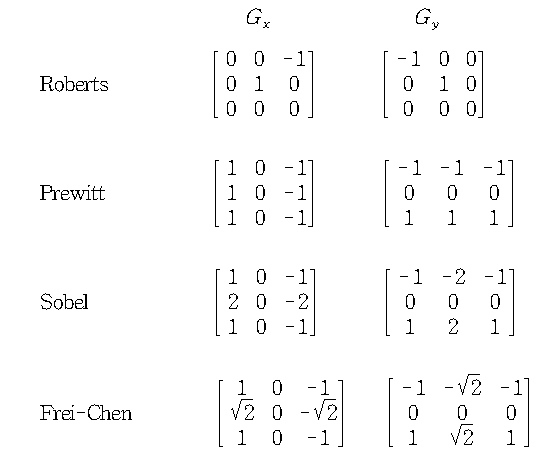 Gx Gy
0 0 -1 -1 0 0
Roberts 0 1 0 0 1 0
0 0 0 0 0 0
1 0 -1 -1 -1 -1
Prewitt 1 0 -1 0 0 0
1 0 -1 1 1 1
1 0 -1 -1 -2 -1
Sobel 2 0 -2 0 0 0
1 0 -1 1 2 1
1 0 -1 -1 -√2 -1
Frei-Chen √2 0 -√2 0 0 0
1 0 -1 1 √2 1